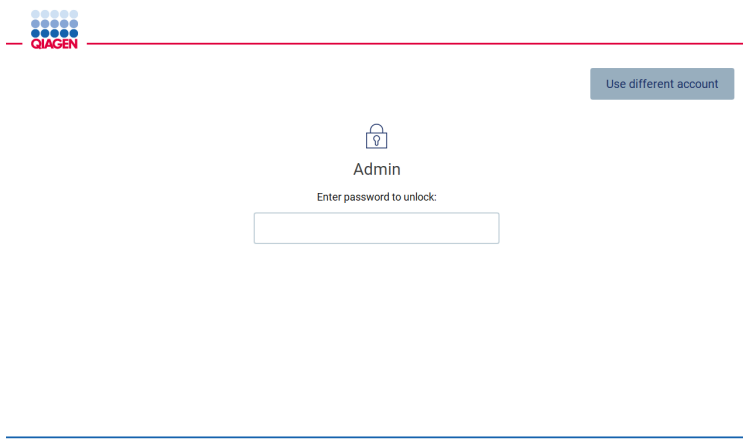 QIAGEN
Use different account
Admin
Enter password to unlock: